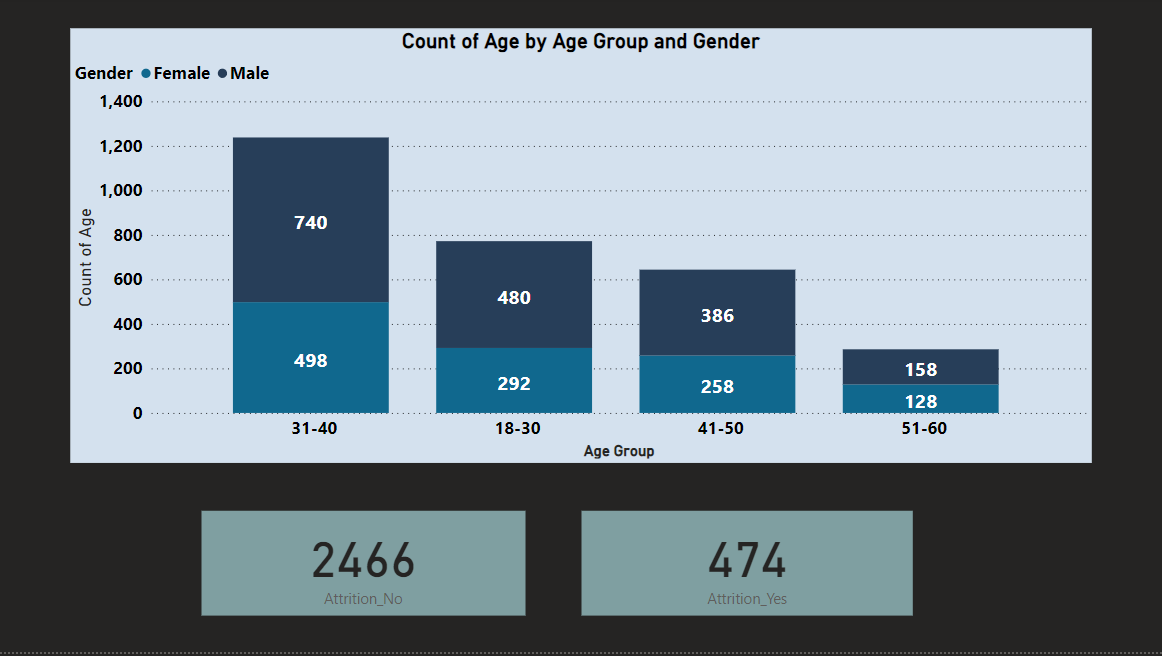 Count of Age by Age Group and Gender
Gender Female Male
1,400
1,200
1,000
800
600
400
200
0
Count of Age
740
498
480
292
386
258
158
128
31-40 18-30 41-50 51-60
Age Group
2466
Attrition_No
474
Attrition_Yes